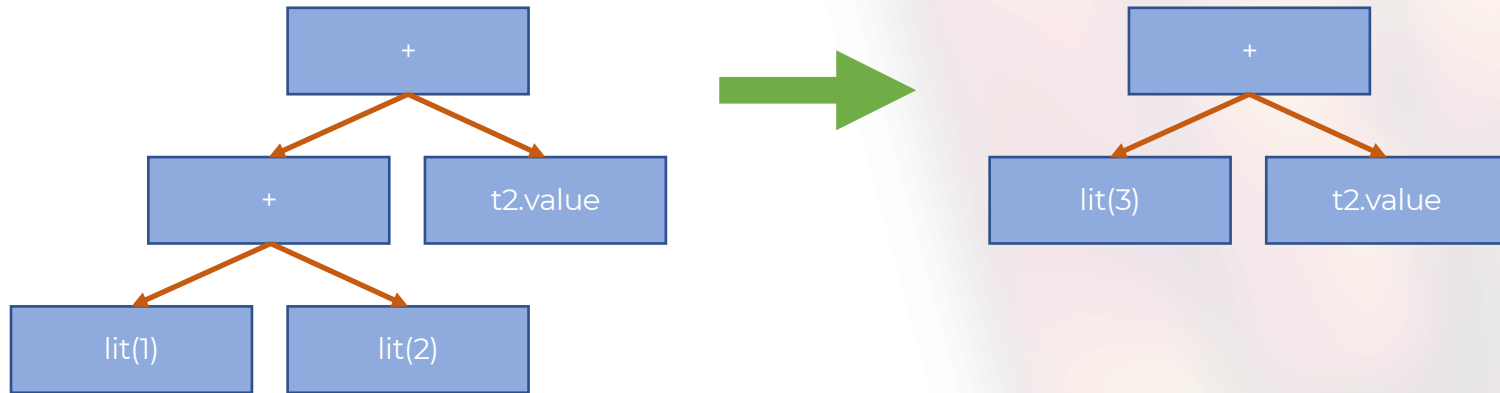 +
+
+
t2.value
lit(3)
t2.value
lit(1)
lit(2)